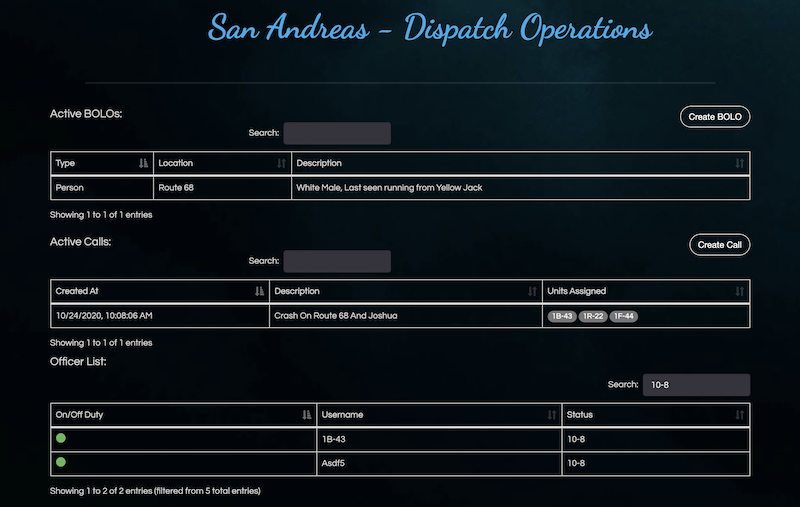 San Andreas - Dispatch Operations
Active BOLOs:
Create BOLO
Search:
Type Location Description
Person Route 68 White Male, Last seen running from Yellow Jack
Showing 1 to 1 of 1 entries
Active Calls:
Create Call
Search:
Created At Description Units Assigned
10/24/2020, 10:08:06 AM Crash On Route 68 And Joshua 1B-43 1R-22 1F-44
Showing 1 to 1 of 1 entries
Officer List:
Search: 10-8
On/Off Duty Username Status
1B-43 10-8
Asdf5 10-8
Showing 1 to 2 of 2 entries (filtered from 5 total entries)